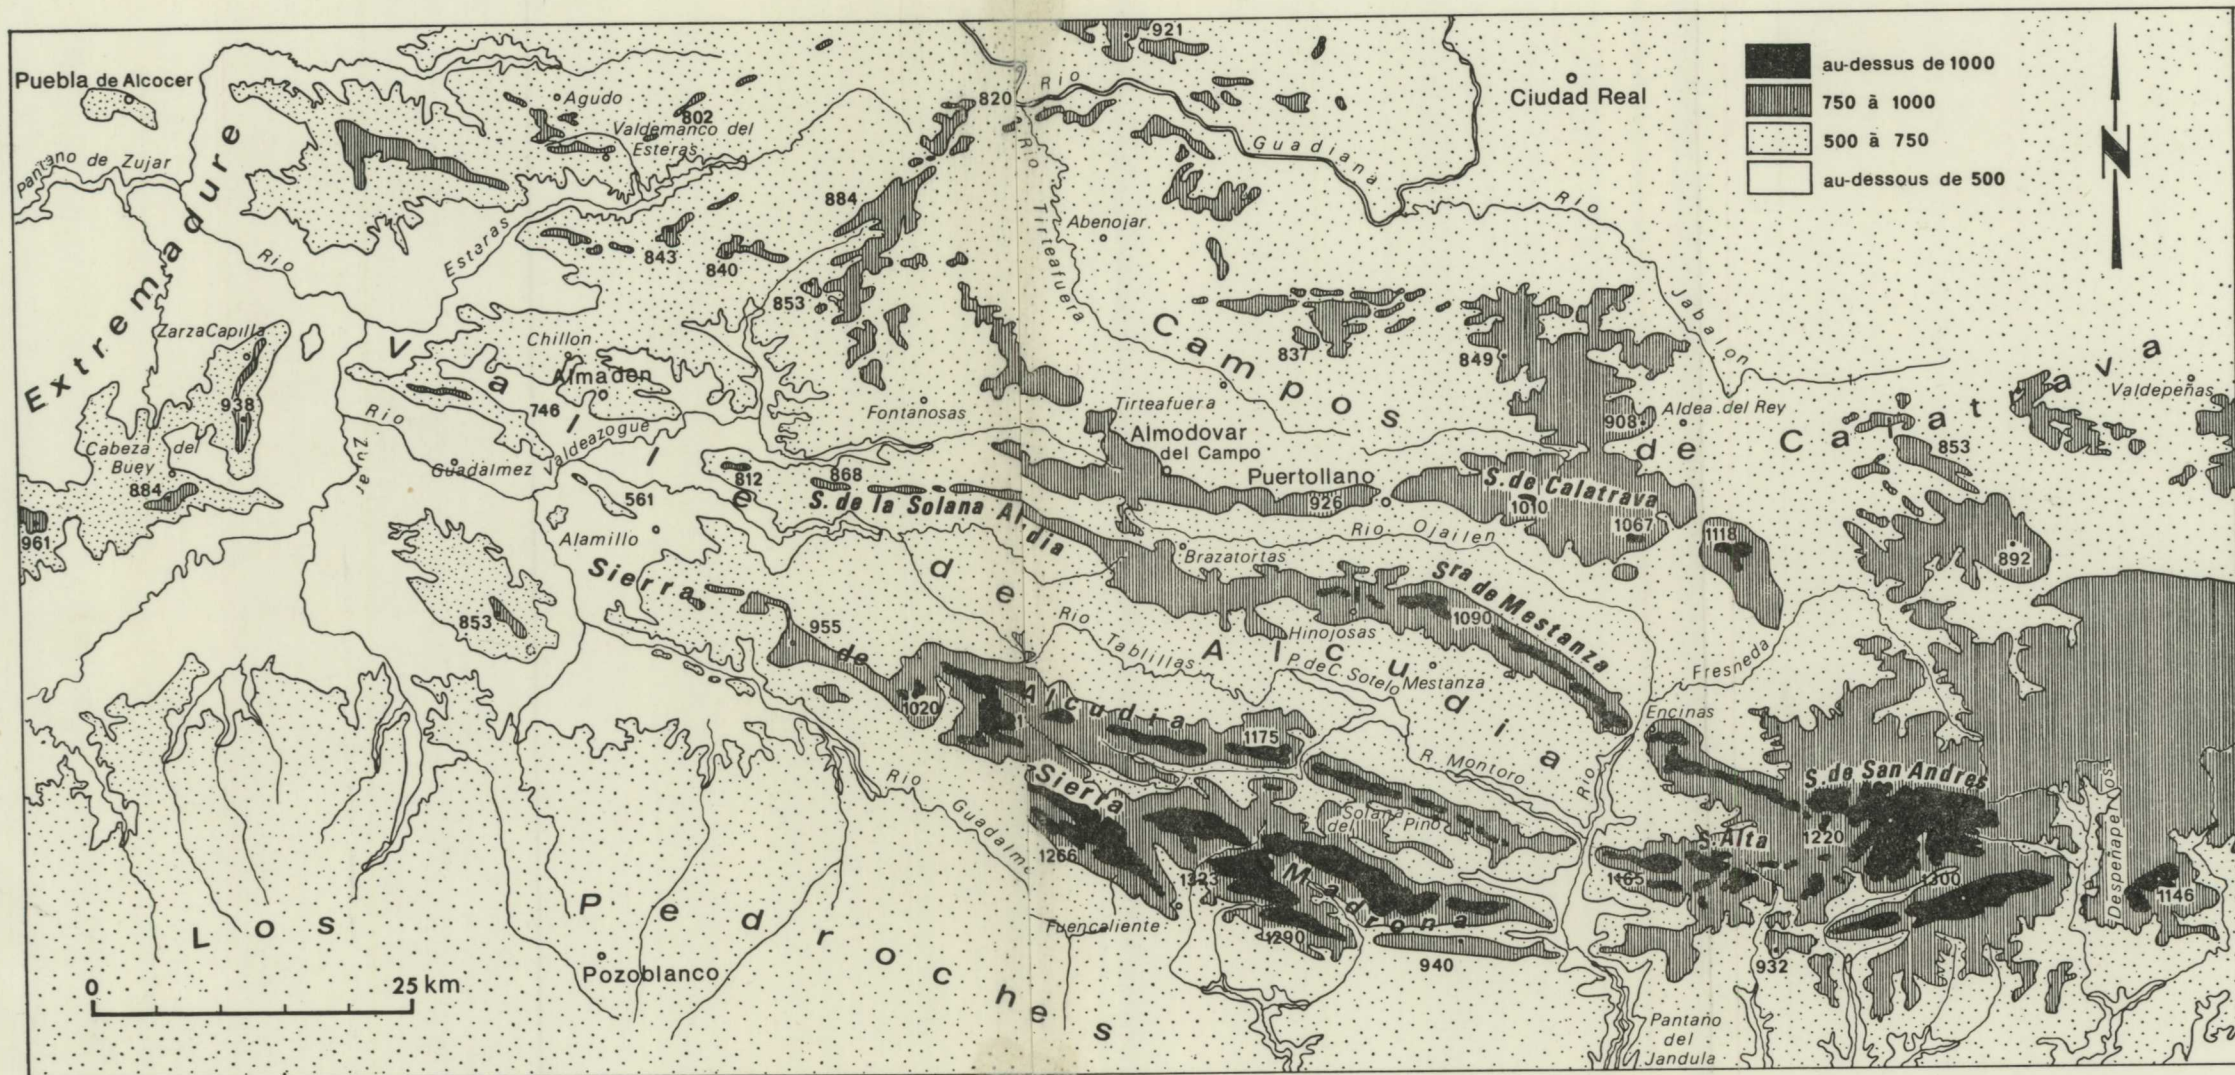 au-dessus de 1000
750 à 1000
500 à 750
au-dessous de 500
N
Puebla de Alcocer
Pantano de Zujar
Extremadure
Agudo
802
Valdemanco del
Esteras
820
921
Rio
Guadiana
Ciudad Real
Rio
Estaras
843
840
884
853
Rio
Tirteafuera
Abenojar
Rio
Jabalon
Zarza Capilla
938
Cabeza del
Buey
884
961
Rio
Zujar
Chillon
Almaden
746
Valdeazogue
Guadalmez
561
Alamillo
853
Fontanosas
812
868
S. de la Solana Al,dia
Campos
de
Calatrava
837
849
908
Aldea del Rey
Valdepeñas
853
892
Tirteafuera
Almodovar
del Campo
Puertollano
926
S. de Calatrava
1010
1067
1118
Rio Ojailen
Brazatortas
Sra de Mestanza
1090
Hinojosas
Valle
de
Alcudia
Rio Tablillas
P. de C. Sotelo
Mestanza
Fresneda
Encinas
Rio
R. Montoro
Sierra
de
Alcudia
955
1020
1175
Rio
Guadalme
Sierra
Madrona
1266
1323
1290
940
Solana
del Pino
Fuencaliente
S. de San Andres
S. Alta
1220
1165
1300
932
1146
Despeñaperros
Pantaño
del
Jandula
Los
Pedroches
Pozoblanco
0
25 km